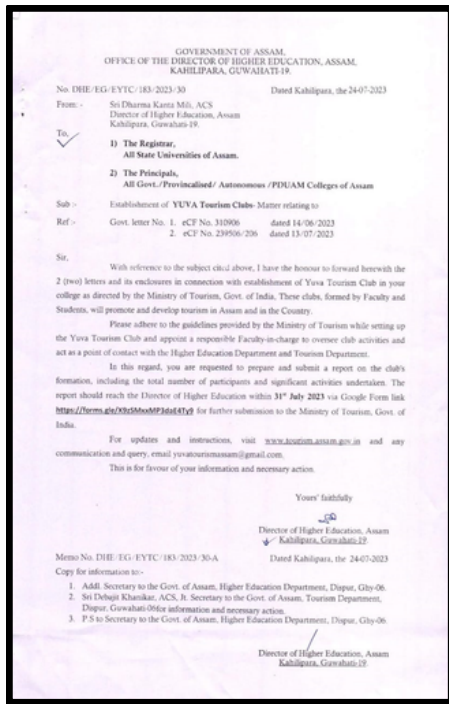 GOVERNMENT OF ASSAM,
OFFICE OF THE DIRECTOR OF HIGHER EDUCATION, ASSAM,
KAHILIPARA, GUWAHATI-19.
No. DHE/EG/EYTC/183/2023/30 Dated Kahilipara, the 24-07-2023
From: - Sri Dharma Kanta Mili, ACS
Director of Higher Education, Assam
Kahilipara, Guwahati-19.
To,
1) The Registrar,
All State Universities of Assam.
2) The Principals,
All Govt./Provincalised/ Autonomous /PDUAM Colleges of Assam
Sub :- Establishment of YUVA Tourism Clubs- Matter relating to
Ref :- Govt. letter No. 1. eCF No. 310906 dated 14/06/2023
2. eCF No. 239506/206 dated 13/07/2023
Sir,
With reference to the subject cited above, I have the honour to forward herewith the
2 (two) letters and its enclosures in connection with establishment of Yuva Tourism Club in your
college as directed by the Ministry of Tourism, Govt. of India, These clubs, formed by Faculty and
Students, will promote and develop tourism in Assam and in the Country.
Please adhere to the guidelines provided by the Ministry of Tourism while setting up
the Yuva Tourism Club and appoint a responsible Faculty-in-charge to oversee club activities and
act as a point of contact with the Higher Education Department and Tourism Department.
In this regard, you are requested to prepare and submit a report on the club's
formation, including the total number of participants and significant activities undertaken. The
report should reach the Director of Higher Education within 31st July 2023 via Google Form link
for further submission to the Ministry of Tourism, Govt. of
India.
For updates and instructions, visit www.tourism.assam.gov.in and any
communication and query, email yuvatourismassam@gmail.com.
This is for favour of your information and necessary action.
Yours' faithfully
Director of Higher Education, Assam
Kahilipara, Guwahati-19.
Memo No. DHE/EG/EYTC/183/2023/30-A Dated Kahilipara, the 24-07-2023
Copy for information to:-
1. Addl. Secretary to the Govt. of Assam, Higher Education Department, Dispur, Ghy-06.
2. Sri Debajit Khanikar, ACS, Jt. Secretary to the Govt. of Assam, Tourism Department,
Dispur, Guwahati-06for information and necessary action.
3. P.S to Secretary to the Govt. of Assam, Higher Education Department, Dispur, Ghy-06.
Director of Higher Education, Assam
Kahilipara, Guwahati-19.